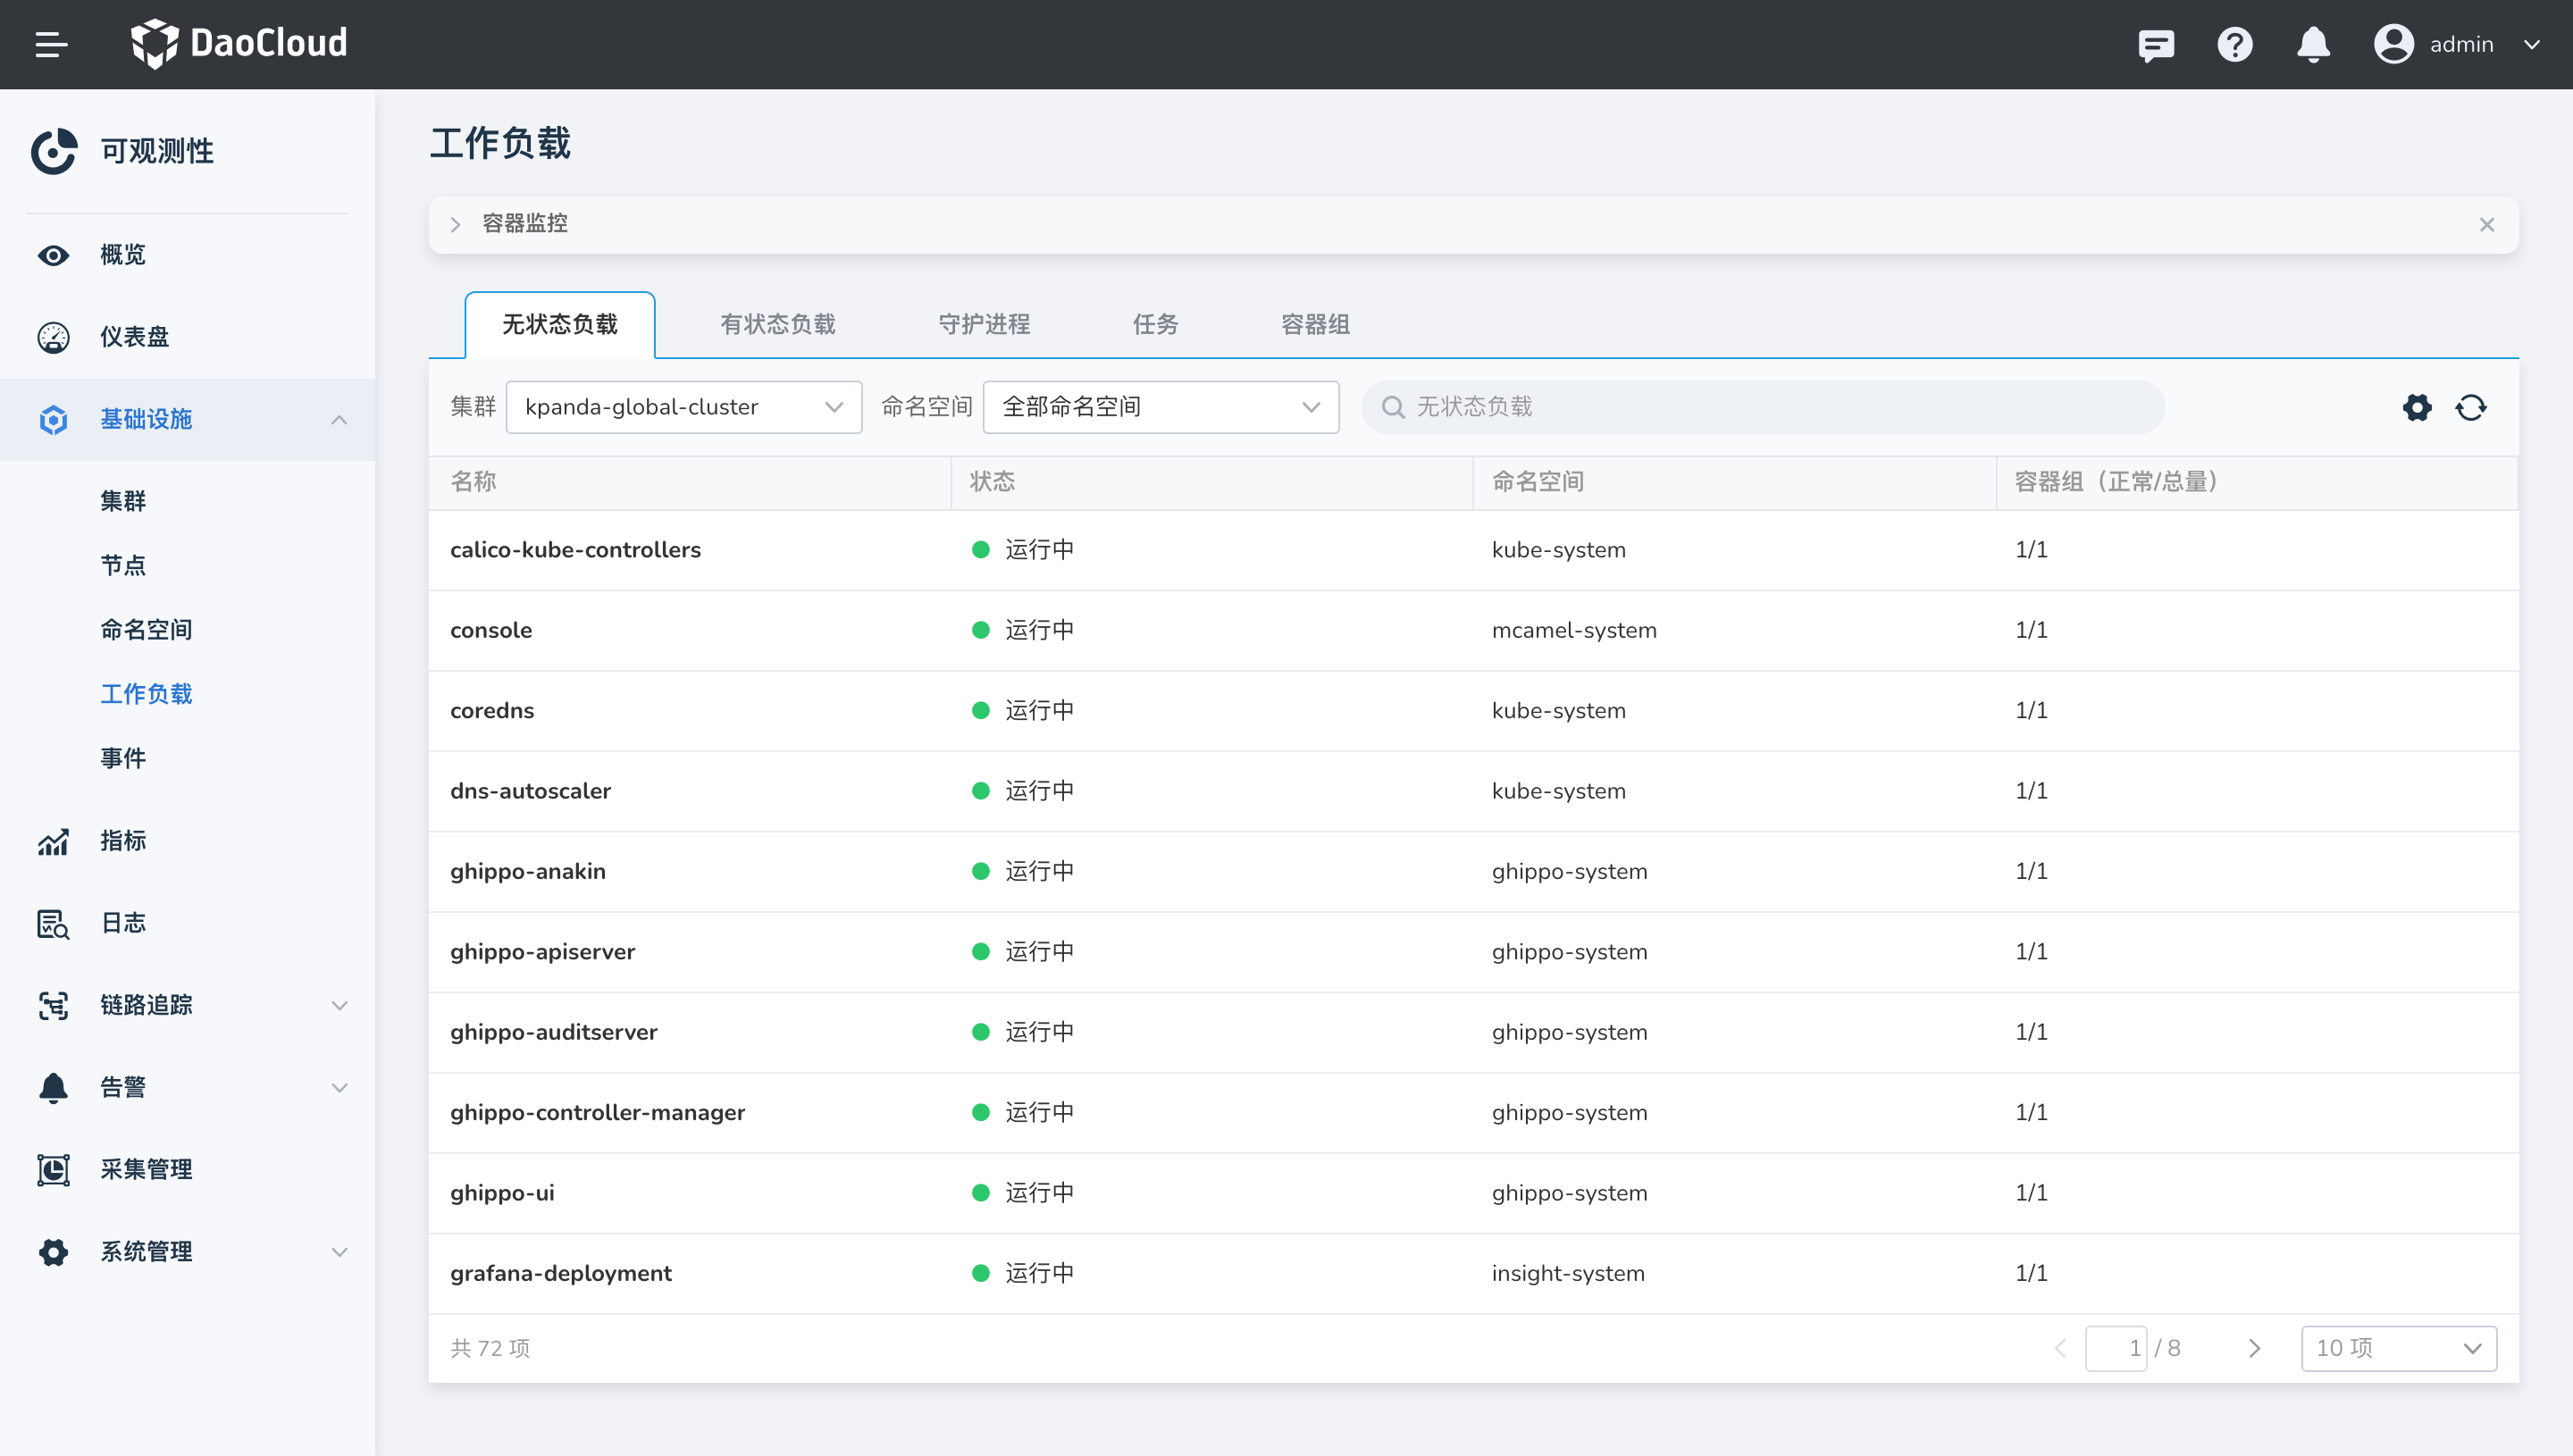 DaoCloud
admin
可观测性
概览
仪表盘
基础设施
集群
节点
命名空间
工作负载
事件
指标
日志
链路追踪
告警
采集管理
系统管理
工作负载
容器监控
无状态负载 有状态负载 守护进程 任务 容器组
集群 kpanda-global-cluster 命名空间 全部命名空间 无状态负载
名称 状态 命名空间 容器组（正常/总量）
calico-kube-controllers 运行中 kube-system 1/1
console 运行中 mcamel-system 1/1
coredns 运行中 kube-system 1/1
dns-autoscaler 运行中 kube-system 1/1
ghippo-anakin 运行中 ghippo-system 1/1
ghippo-apiserver 运行中 ghippo-system 1/1
ghippo-auditserver 运行中 ghippo-system 1/1
ghippo-controller-manager 运行中 ghippo-system 1/1
ghippo-ui 运行中 ghippo-system 1/1
grafana-deployment 运行中 insight-system 1/1
共 72 项 1 / 8 10 项